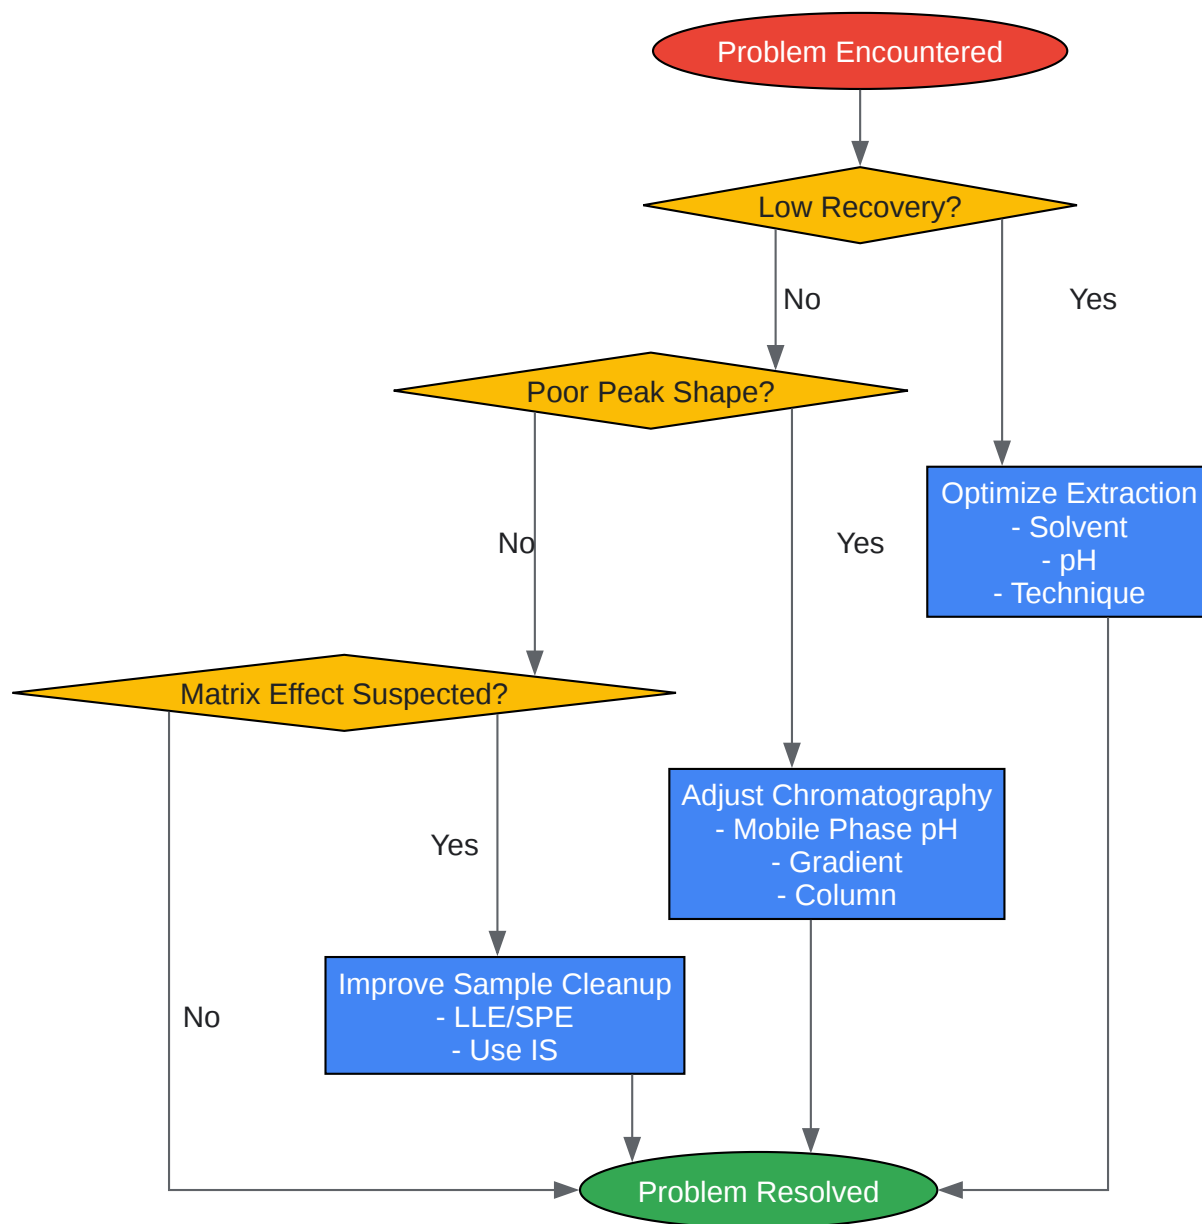 Problem Encountered
Low Recovery?
No
Yes
Poor Peak Shape?
Optimize Extraction
- Solvent
- pH
- Technique
No
Yes
Matrix Effect Suspected?
Adjust Chromatography
- Mobile Phase pH
- Gradient
- Column
Yes
Improve Sample Cleanup
- LLE/SPE
- Use IS
No
Problem Resolved